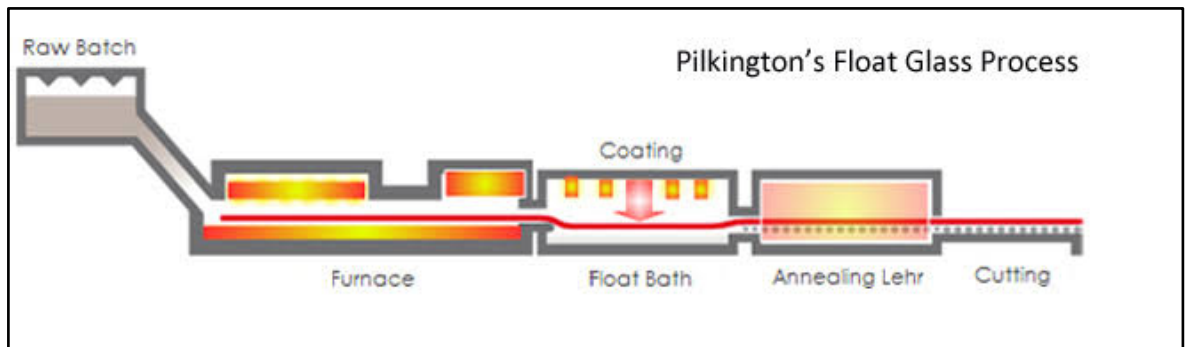 Raw Batch
Pilkington’s Float Glass Process
Coating
Furnace
Float Bath
Annealing Lehr
Cutting